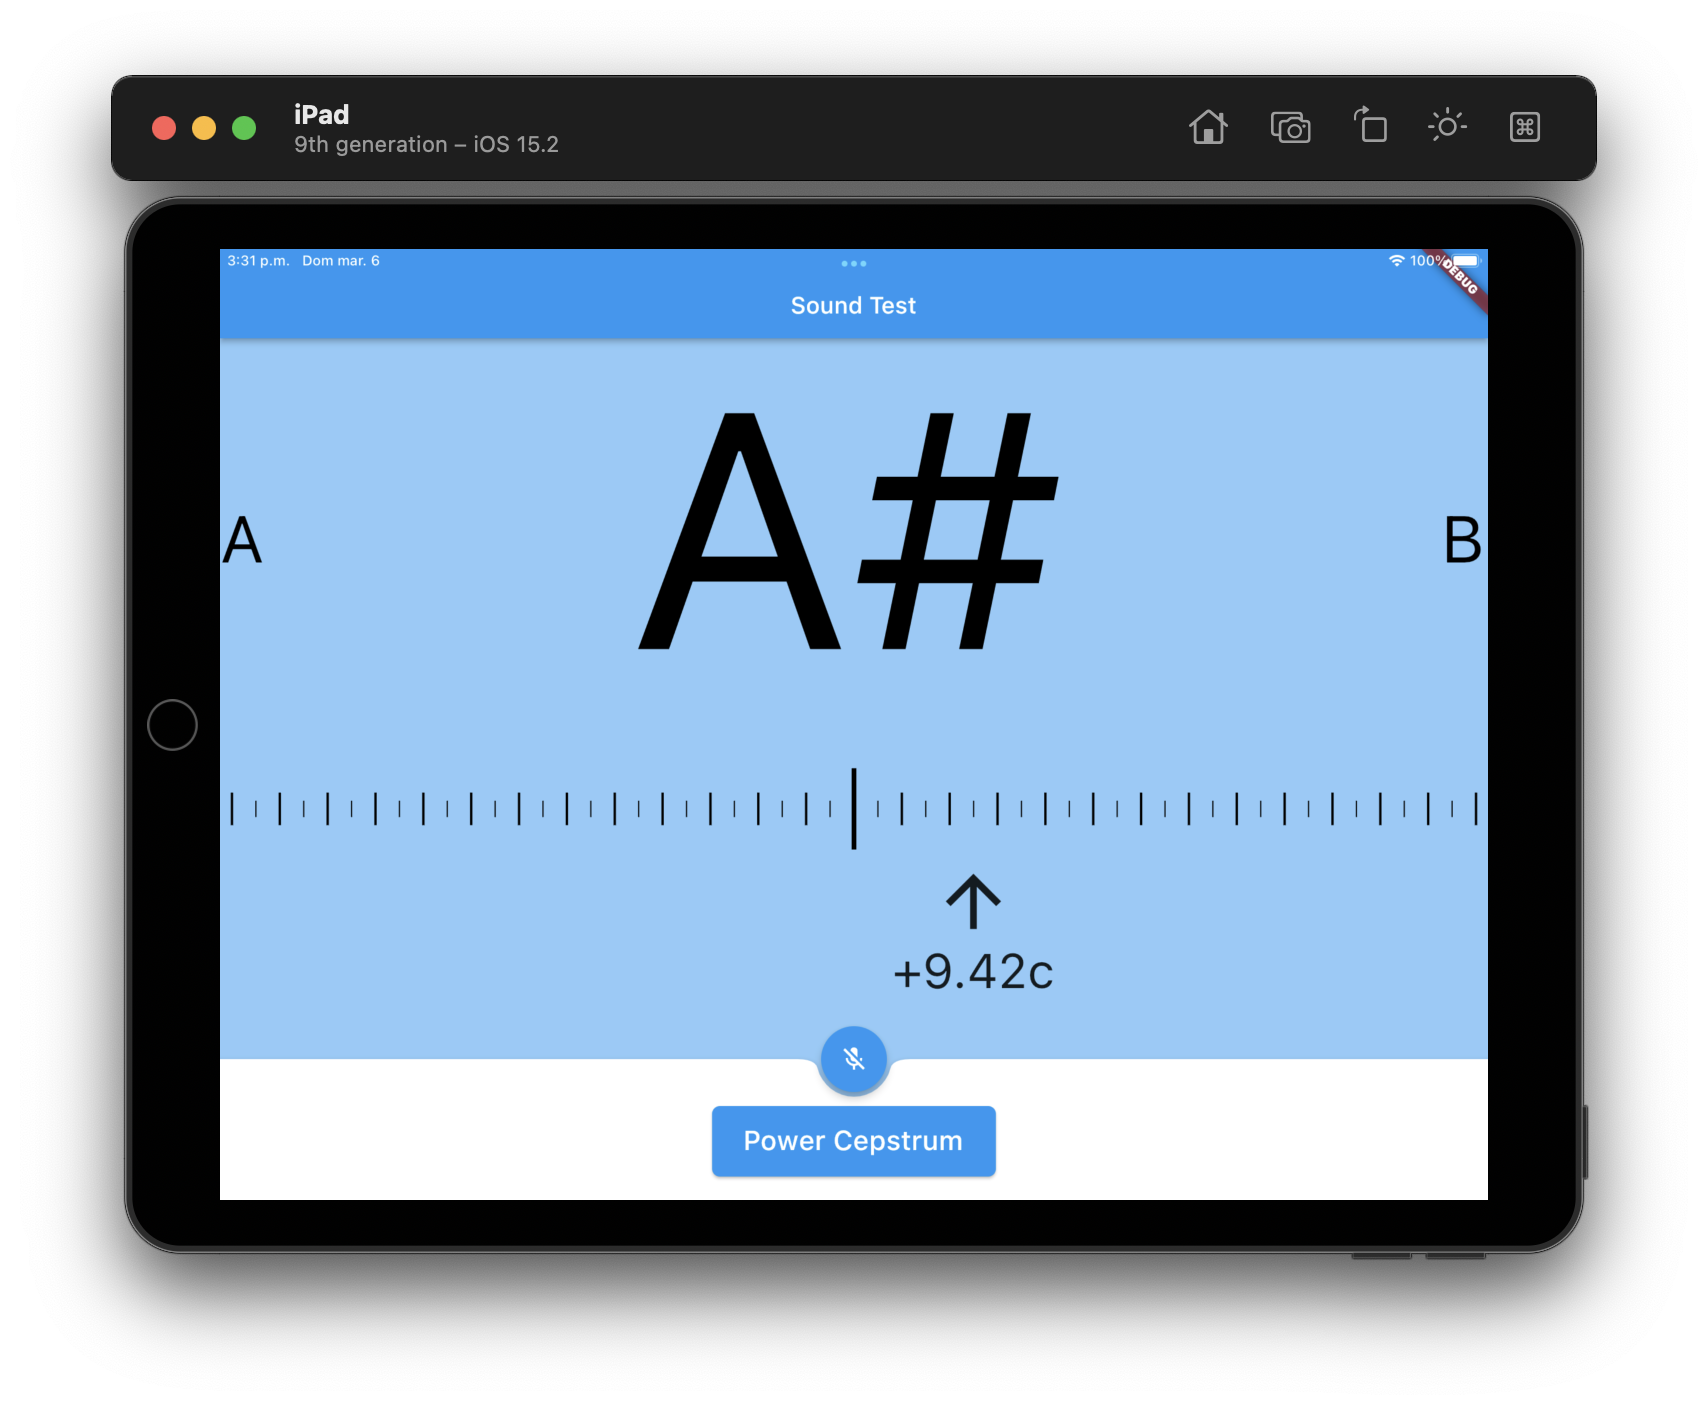 iPad
9th generation – iOS 15.2
3:31 p.m. Dom mar. 6
100%
DEBUG
Sound Test
A
A#
B
+9.42c
Power Cepstrum